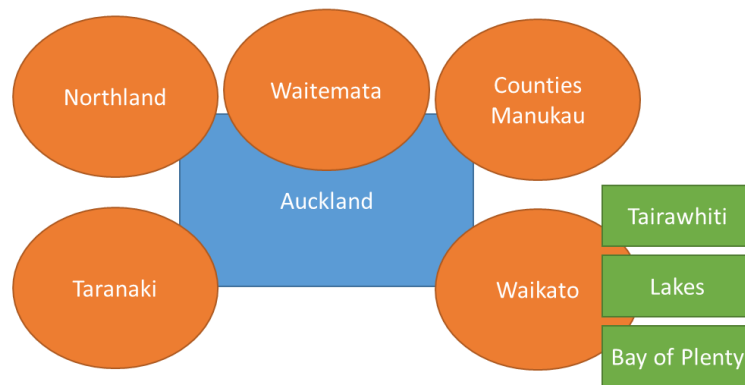 Northland
Waitemata
Counties
Manukau
Auckland
Tairawhiti
Taranaki
Waikato
Lakes
Bay of Plenty